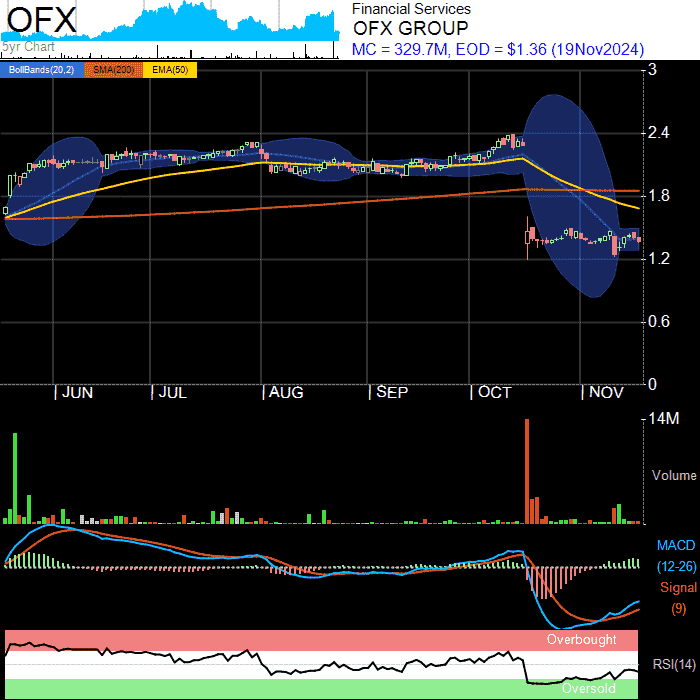 OFX
5yr Chart
Financial Services
OFX GROUP
MC = 329.7M, EOD = $1.36 (19Nov2024)
BollBands(20,2) SMA(200) EMA(50)
3
2.4
1.8
1.2
0.6
0
JUN JUL AUG SEP OCT NOV
14M
Volume
MACD
(12-26)
Signal
(9)
Overbought
RSI(14)
Oversold